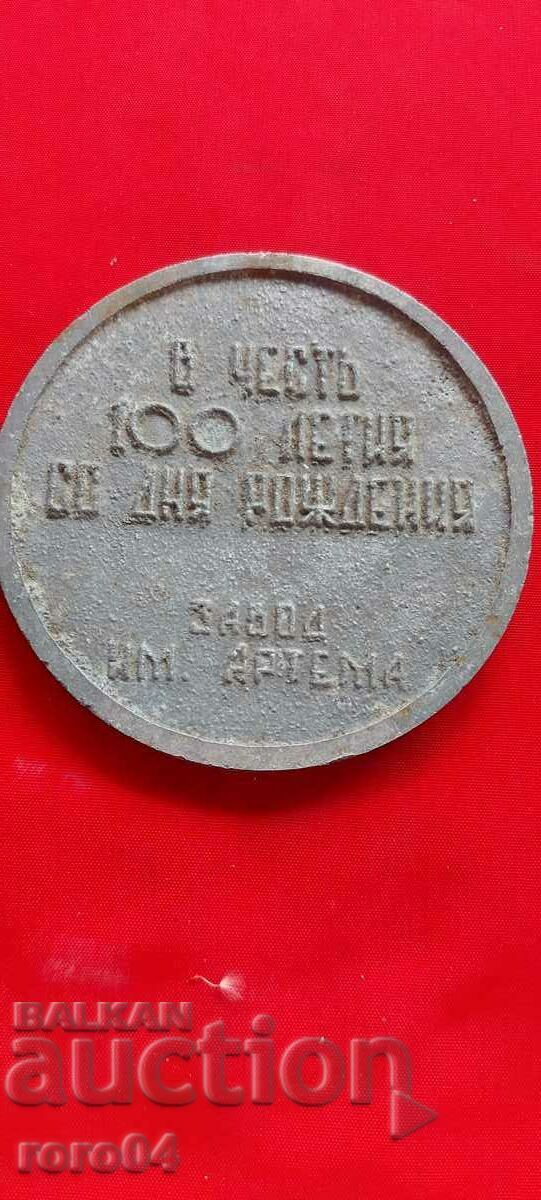 В ЧЕСТЬ
100 ЛЕТИЯ
СО ДНЯ РОЖДЕНИЯ
ЗАВОД
ИМ. АРТЕМА
BALKAN
auction
roro04